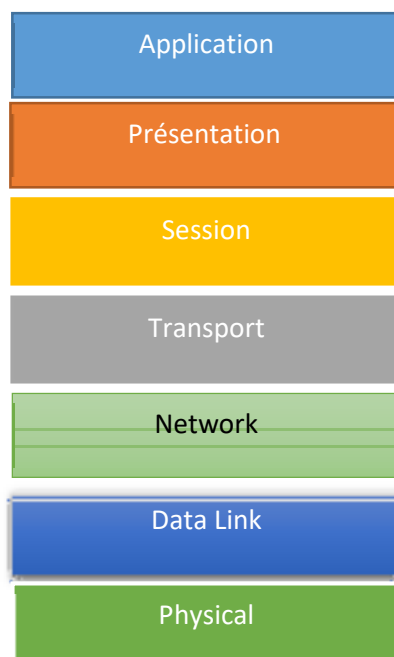 Application
Présentation
Session
Transport
Network
Data Link
Physical